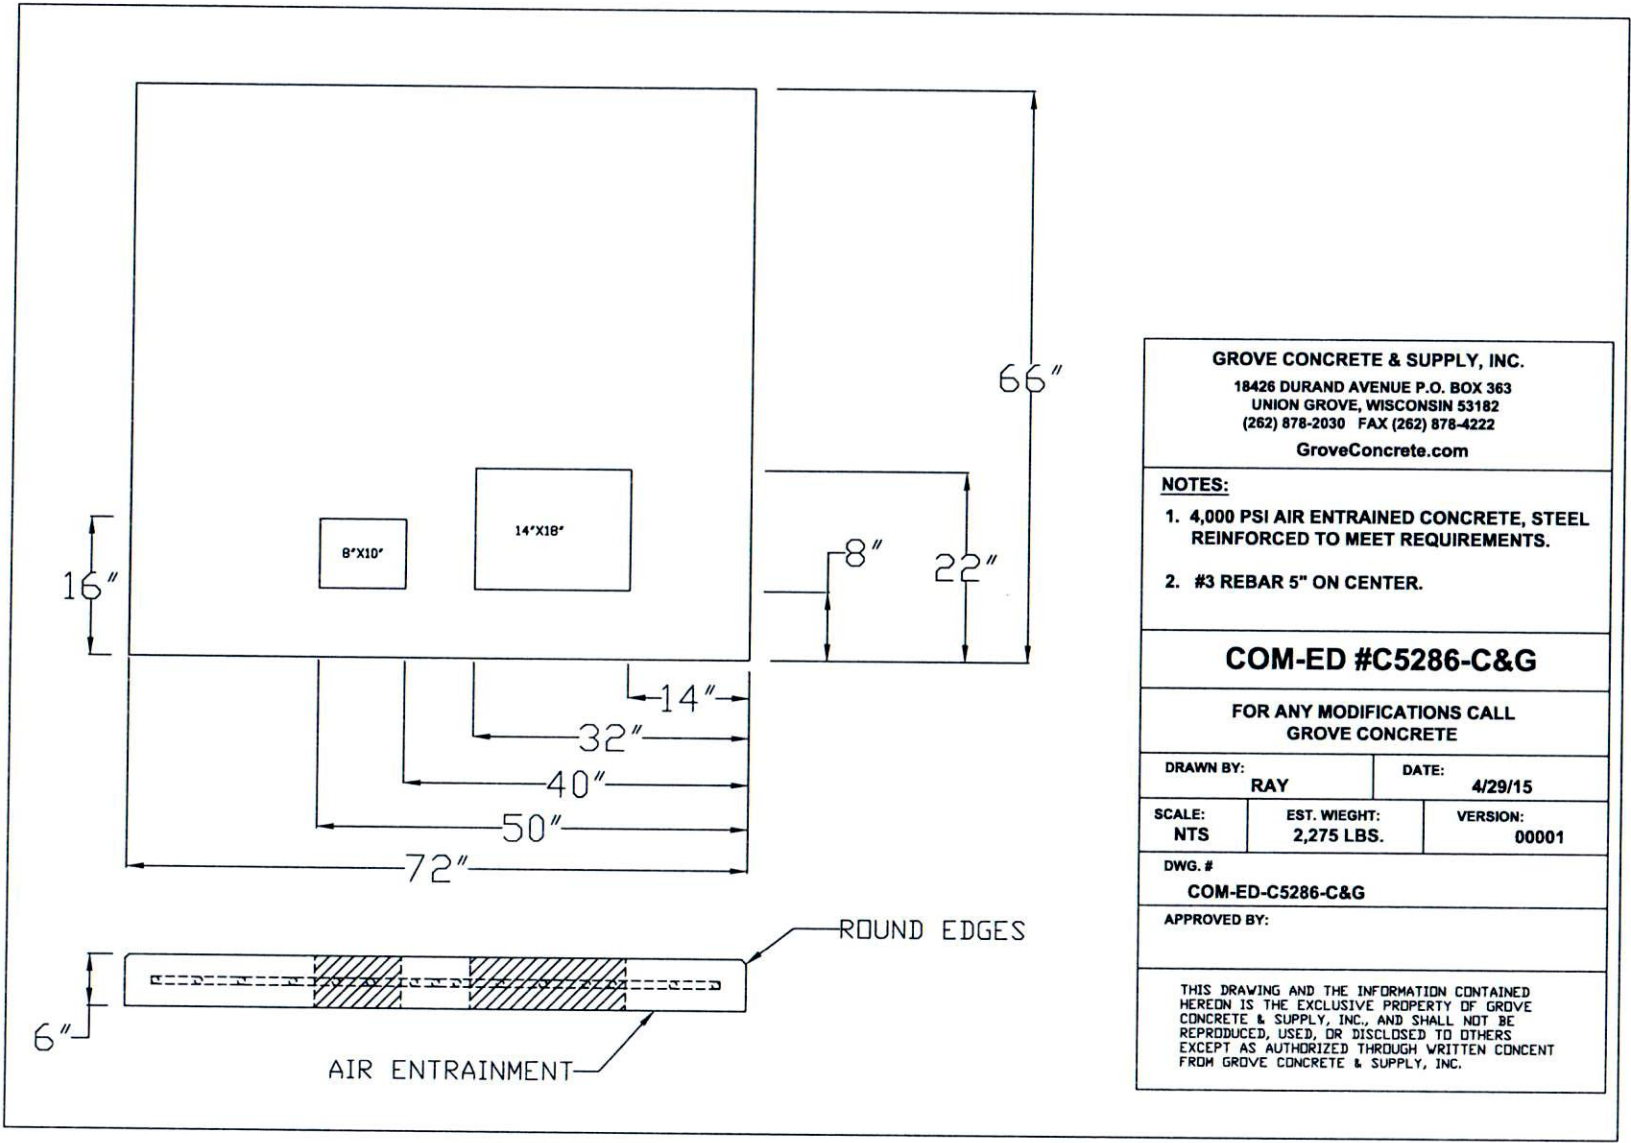 66"
14"X18"
8"X10"
8"
22"
16"
14"
32"
40"
50"
72"
ROUND EDGES
6"
AIR ENTRAINMENT
GROVE CONCRETE & SUPPLY, INC.
18426 DURAND AVENUE P.O. BOX 363
UNION GROVE, WISCONSIN 53182
(262) 878-2030 FAX (262) 878-4222
GroveConcrete.com
NOTES:
1. 4,000 PSI AIR ENTRAINED CONCRETE, STEEL
REINFORCED TO MEET REQUIREMENTS.
2. #3 REBAR 5" ON CENTER.
COM-ED #C5286-C&G
FOR ANY MODIFICATIONS CALL
GROVE CONCRETE
DRAWN BY:
RAY
DATE:
4/29/15
SCALE:
NTS
EST. WIEGHT:
2,275 LBS.
VERSION:
00001
DWG. #
COM-ED-C5286-C&G
APPROVED BY:
THIS DRAWING AND THE INFORMATION CONTAINED
HEREON IS THE EXCLUSIVE PROPERTY OF GROVE
CONCRETE & SUPPLY, INC., AND SHALL NOT BE
REPRODUCED, USED, OR DISCLOSED TO OTHERS
EXCEPT AS AUTHORIZED THROUGH WRITTEN CONCENT
FROM GROVE CONCRETE & SUPPLY, INC.